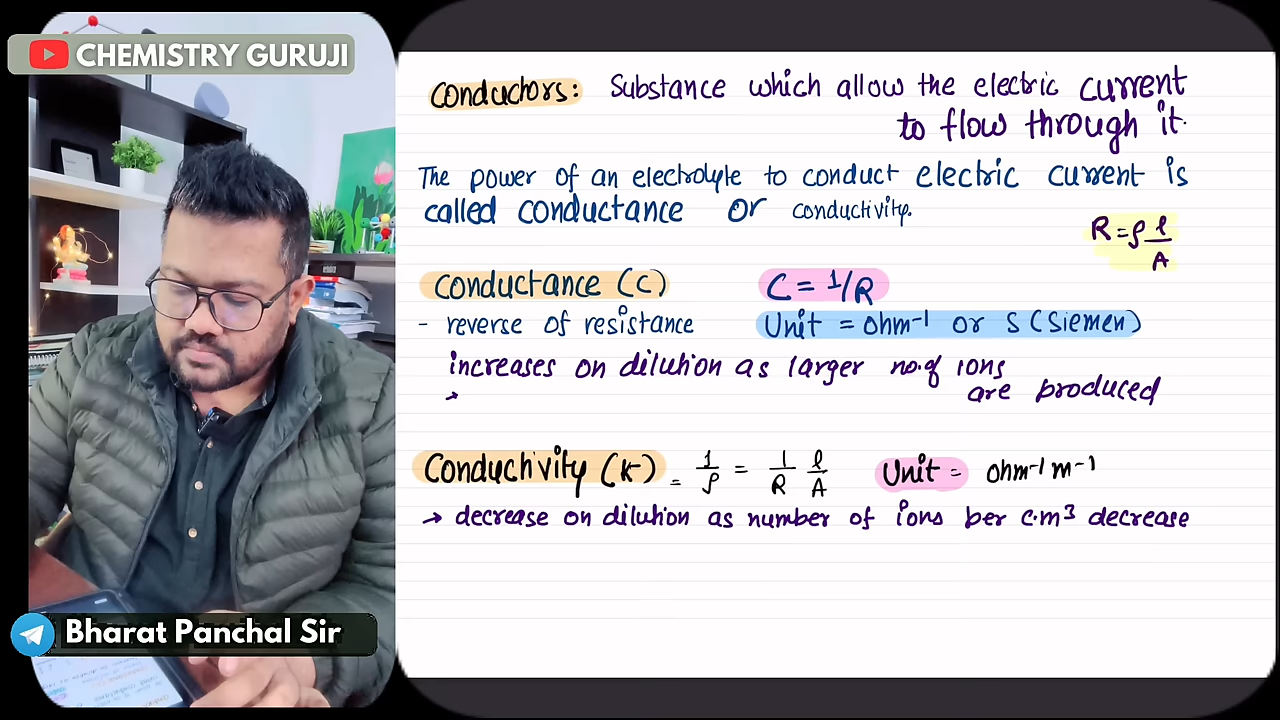 CHEMISTRY GURUJI
Conductors: Substance which allow the electric current
to flow through it.
The power of an electrolyte to conduct electric current is
called conductance or conductivity.
R = ρ l/A
Conductance (C) C = 1/R
- reverse of resistance Unit = ohm⁻¹ or S (Siemen)
increases on dilution as larger no. of ions
→ are produced
Conductivity (K) = 1/ρ = 1/R l/A Unit = ohm⁻¹ m⁻¹
→ decrease on dilution as number of ions per c.m³ decrease
Bharat Panchal Sir